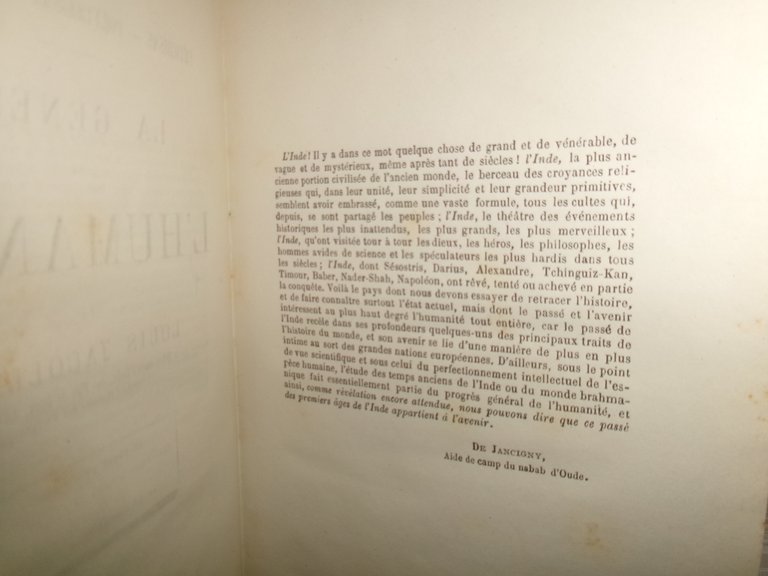 L'Inde! Il y a dans ce mot quelque chose de grand et de vénérable, de
vague et de mystérieux, même après tant de siècles! l'Inde, la plus an-
cienne portion civilisée de l'ancien monde, le berceau des croyances reli-
gieuses qui, dans leur unité, leur simplicité et leur grandeur primitives,
semblent avoir embrassé, comme une vaste formule, tous les cultes qui,
depuis, se sont partagé les peuples; l'Inde, le théâtre des événements
historiques les plus inattendus, les plus grands, les plus merveilleux;
l'Inde, qu'ont visitée tour à tour les dieux, les héros, les philosophes, les
hommes avides de science et les spéculateurs les plus hardis dans tous
les siècles; l'Inde, dont Sésostris, Darius, Alexandre, Tchinguiz-Kan,
Timour, Baber, Nader-Shah, Napoléon, ont rêvé, tenté ou achevé en partie
la conquête. Voilà le pays dont nous devons essayer de retracer l'histoire,
et de faire connaître surtout l'état actuel, mais dont le passé et l'avenir
intéressent au plus haut degré l'humanité tout entière, car le passé de
l'Inde recèle dans ses profondeurs quelques-uns des principaux traits de
l'histoire du monde, et son avenir se lie d'une manière de plus en plus
intime au sort des grandes nations européennes. D'ailleurs, sous le point
de vue scientifique et sous celui du perfectionnement intellectuel de l'es-
pèce humaine, l'étude des temps anciens de l'Inde ou du monde brahma-
nique fait essentiellement partie du progrès général de l'humanité, et
ainsi, comme révélation encore attendue, nous pouvons dire que ce passé
des premiers âges de l'Inde appartient à l'avenir.
DE JANCIGNY,
Aide de camp du nabab d'Oude.